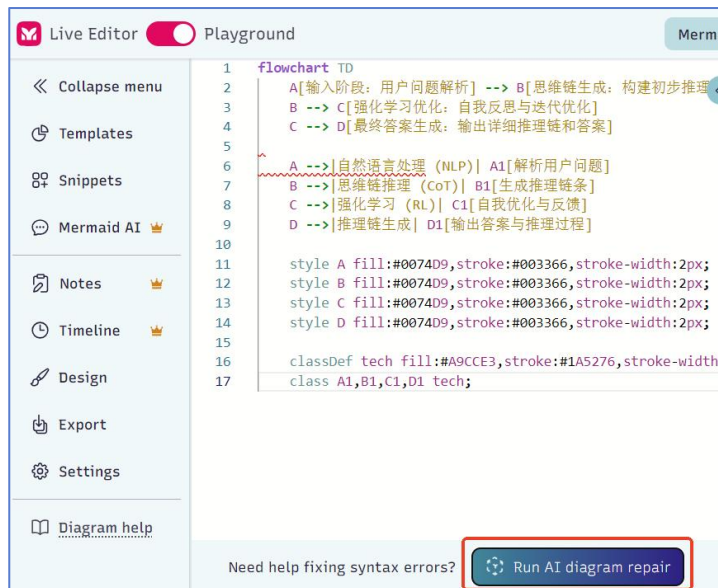 Live Editor Playground
Merm
Collapse menu
Templates
Snippets
Mermaid AI
Notes
Timeline
Design
Export
Settings
Diagram help
1 flowchart TD
2 A[输入阶段：用户问题解析] --> B[思维链生成：构建初步推理
3 B --> C[强化学习优化：自我反思与迭代优化]
4 C --> D[最终答案生成：输出详细推理链和答案]
5
6 A -->|自然语言处理 (NLP)| A1[解析用户问题]
7 B -->|思维链推理 (CoT)| B1[生成推理链条]
8 C -->|强化学习 (RL)| C1[自我优化与反馈]
9 D -->|推理链生成| D1[输出答案与推理过程]
10
11 style A fill:#0074D9,stroke:#003366,stroke-width:2px;
12 style B fill:#0074D9,stroke:#003366,stroke-width:2px;
13 style C fill:#0074D9,stroke:#003366,stroke-width:2px;
14 style D fill:#0074D9,stroke:#003366,stroke-width:2px;
15
16 classDef tech fill:#A9CCE3,stroke:#1A5276,stroke-width
17 class A1,B1,C1,D1 tech;
Need help fixing syntax errors? Run AI diagram repair